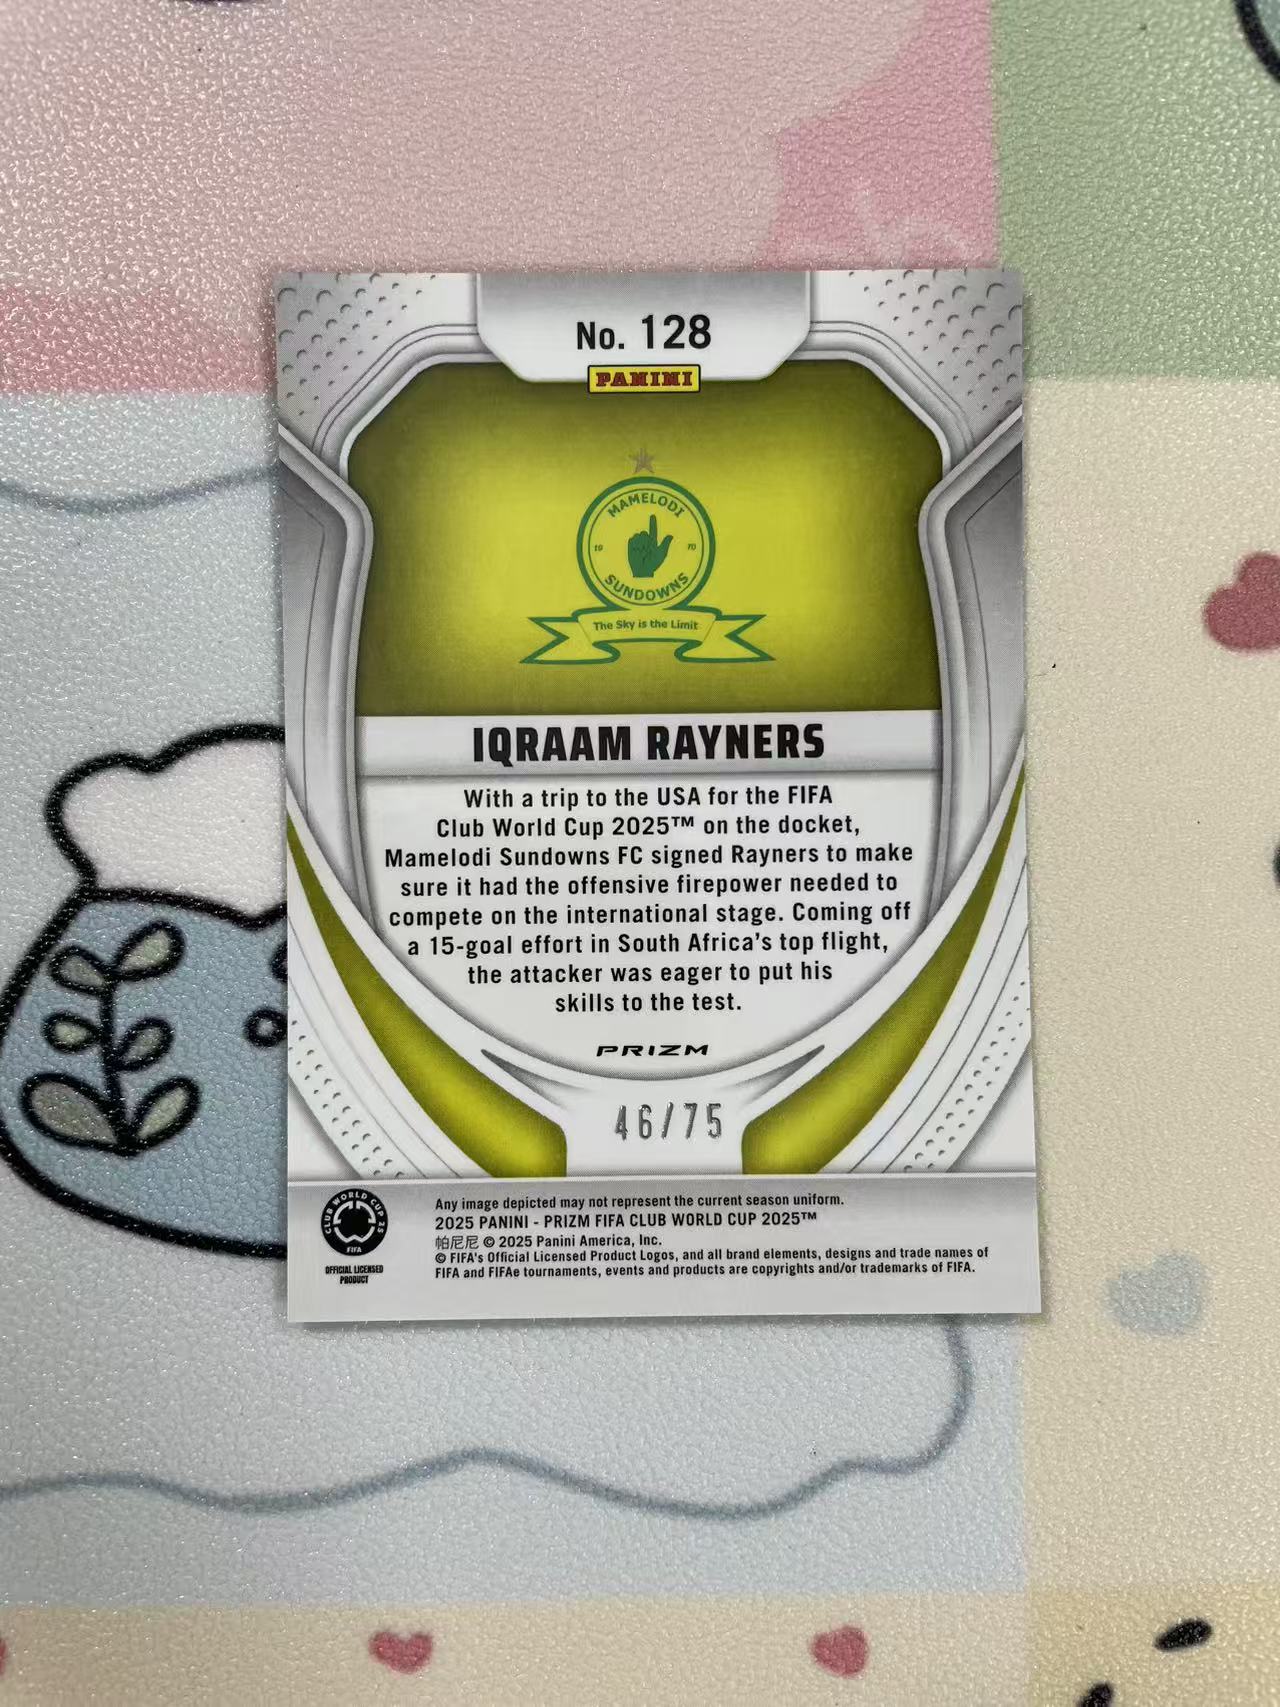 No. 128
PANINI
MAMELODI
19 70
SUNDOWNS
The Sky is the Limit
IQRAAM RAYNERS
With a trip to the USA for the FIFA
Club World Cup 2025™ on the docket,
Mamelodi Sundowns FC signed Rayners to make
sure it had the offensive firepower needed to
compete on the international stage. Coming off
a 15-goal effort in South Africa's top flight,
the attacker was eager to put his
skills to the test.
PRIZM
46/75
CLUB WORLD CUP 25
FIFA
OFFICIAL LICENSED
PRODUCT
Any image depicted may not represent the current season uniform.
2025 PANINI - PRIZM FIFA CLUB WORLD CUP 2025™
帕尼尼 © 2025 Panini America, Inc.
© FIFA's Official Licensed Product Logos, and all brand elements, designs and trade names of
FIFA and FIFAe tournaments, events and products are copyrights and/or trademarks of FIFA.